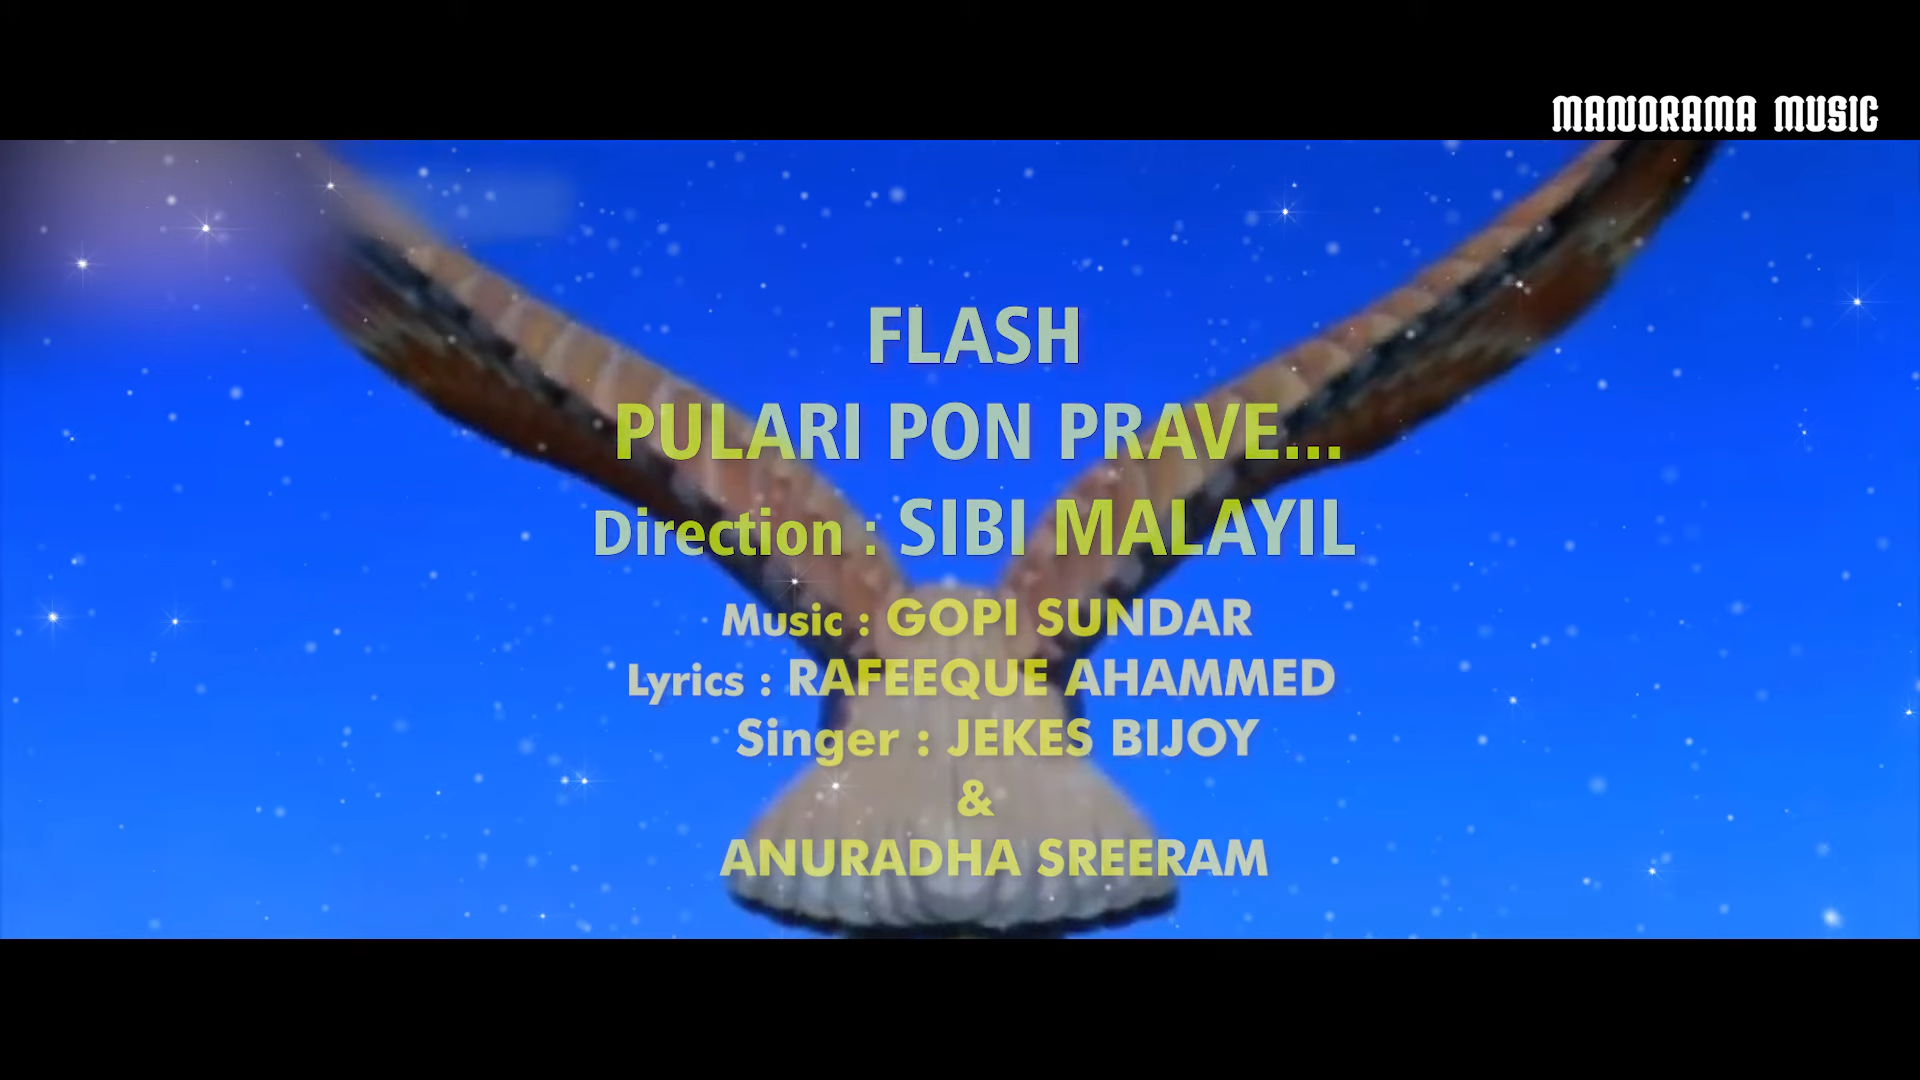 MANORAMA MUSIC
FLASH
PULARI PON PRAVE...
Direction : SIBI MALAYIL
Music : GOPI SUNDAR
Lyrics : RAFEEQUE AHAMMED
Singer : JEKES BIJOY
&
ANURADHA SREERAM